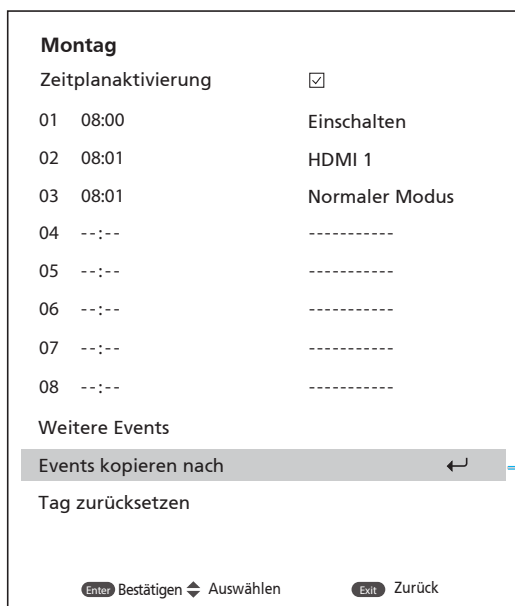 Montag
Zeitplanaktivierung ☑
01 08:00 Einschalten
02 08:01 HDMI 1
03 08:01 Normaler Modus
04 --:-- -----------
05 --:-- -----------
06 --:-- -----------
07 --:-- -----------
08 --:-- -----------
Weitere Events
Events kopieren nach
Tag zurücksetzen
Enter Bestätigen Auswählen Exit Zurück